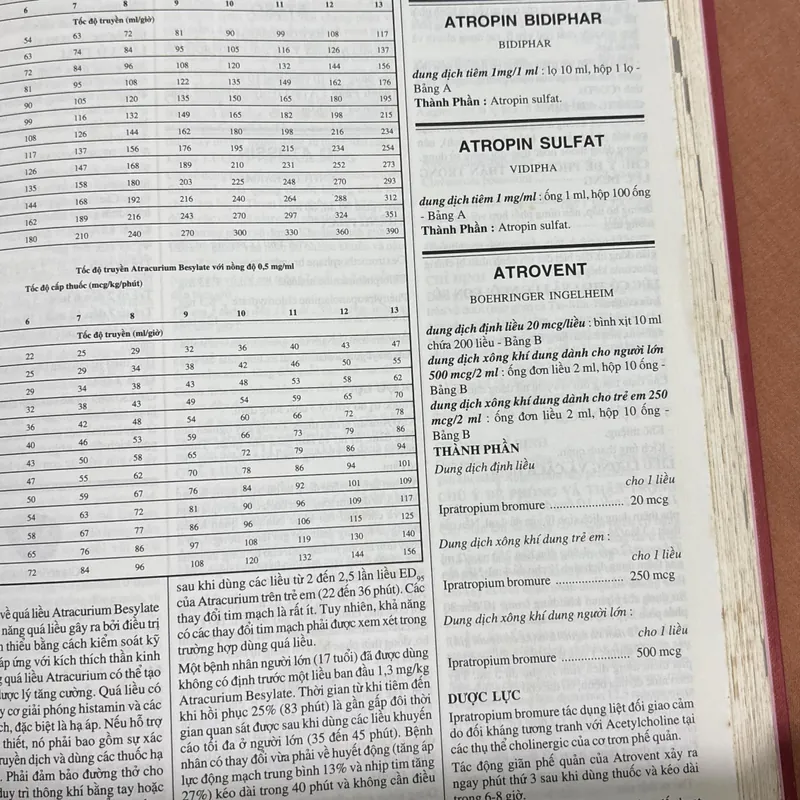 6 7 8 9 10 11 12 13
Tốc độ truyền (ml/giờ)
54 63 72 81 90 99 108 117
63 74 84 95 105 116 126 137
72 84 96 108 120 132 144 156
81 95 108 122 135 149 162 176
90 105 120 135 150 165 180 195
99 116 132 149 165 182 198 215
108 126 144 162 180 198 216 234
117 137 156 176 195 215 234 254
126 147 168 189 210 231 252 273
135 158 180 203 225 248 270 293
144 168 192 216 240 264 288 312
162 189 216 243 270 297 324 351
180 210 240 270 300 330 360 390
Tốc độ truyền Atracurium Besylate với nồng độ 0,5 mg/ml
Tốc độ cấp thuốc (mcg/kg/phút)
6 7 8 9 10 11 12 13
Tốc độ truyền (ml/giờ)
22 25 29 32 36 40 43 47
25 29 34 38 42 46 50 55
29 34 38 43 48 53 58 62
32 38 43 49 54 59 65 70
36 42 48 54 60 66 72 78
40 46 53 59 66 73 79 86
43 50 58 65 72 79 86 94
47 55 62 70 78 86 94 101
50 59 67 76 84 92 101 109
54 63 72 81 90 96 109 117
58 67 77 86 96 106 115 125
65 76 86 97 108 119 130 140
72 84 96 108 120 132 144 156
về quá liều Atracurium Besylate
năng quá liều gây ra bởi điều trị
thiểu bằng cách kiểm soát kỹ
áp ứng với kích thích thần kinh
quá liều Atracurium có thể tạo
dược lý tăng cường. Quá liều có
y cơ giải phóng histamin và các
ch, đặc biệt là hạ áp. Nếu hỗ trợ
thiết, nó phải bao gồm sự xác
truyền dịch và dùng các thuốc hạ
. Phải đảm bảo đường thở cho
duy trì thông khí bằng tay hoặc
sau khi dùng các liều từ 2 đến 2,5 lần liều ED95
của Atracurium trên trẻ em (22 đến 36 phút). Các
thay đổi tim mạch là rất ít. Tuy nhiên, khả năng
có các thay đổi tim mạch phải được xem xét trong
trường hợp dùng quá liều.
Một bệnh nhân người lớn (17 tuổi) đã được dùng
không có định trước một liều ban đầu 1,3 mg/kg
Atracurium Besylate. Thời gian từ khi tiêm đến
khi hồi phục 25% (83 phút) là gần gấp đôi thời
gian quan sát được sau khi dùng các liều khuyến
cáo tối đa ở người lớn (35 đến 45 phút). Bệnh
nhân có thay đổi vừa phải về huyết động (tăng áp
lực động mạch trung bình 13% và nhịp tim tăng
27%) kéo dài trong 40 phút và không cần điều
ATROPIN BIDIPHAR
BIDIPHAR
dung dịch tiêm 1mg/1 ml : lọ 10 ml, hộp 1 lọ -
Bảng A
Thành Phần : Atropin sulfat.
ATROPIN SULFAT
VIDIPHA
dung dịch tiêm 1 mg/ml : ống 1 ml, hộp 100 ống
- Bảng A
Thành Phần : Atropin sulfat.
ATROVENT
BOEHRINGER INGELHEIM
dung dịch định liều 20 mcg/liều : bình xịt 10 ml
chứa 200 liều - Bảng B
dung dịch xông khí dung dành cho người lớn
500 mcg/2 ml : ống đơn liều 2 ml, hộp 10 ống -
Bảng B
dung dịch xông khí dung dành cho trẻ em 250
mcg/2 ml : ống đơn liều 2 ml, hộp 10 ống -
Bảng B
THÀNH PHẦN
Dung dịch định liều
cho 1 liều
Ipratropium bromure ........................ 20 mcg
Dung dịch xông khí dung trẻ em :
cho 1 liều
Ipratropium bromure ...................... 250 mcg
Dung dịch xông khí dung người lớn :
cho 1 liều
Ipratropium bromure ...................... 500 mcg
DƯỢC LỰC
Ipratropium bromure tác dụng liệt đối giao cảm
do đối kháng tương tranh với Acetylcholine tại
các thụ thể cholinergic của cơ trơn phế quản.
Tác động giãn phế quản của Atrovent xảy ra
ngay phút thứ 3 sau khi dùng thuốc và kéo dài
trong 6-8 giờ.